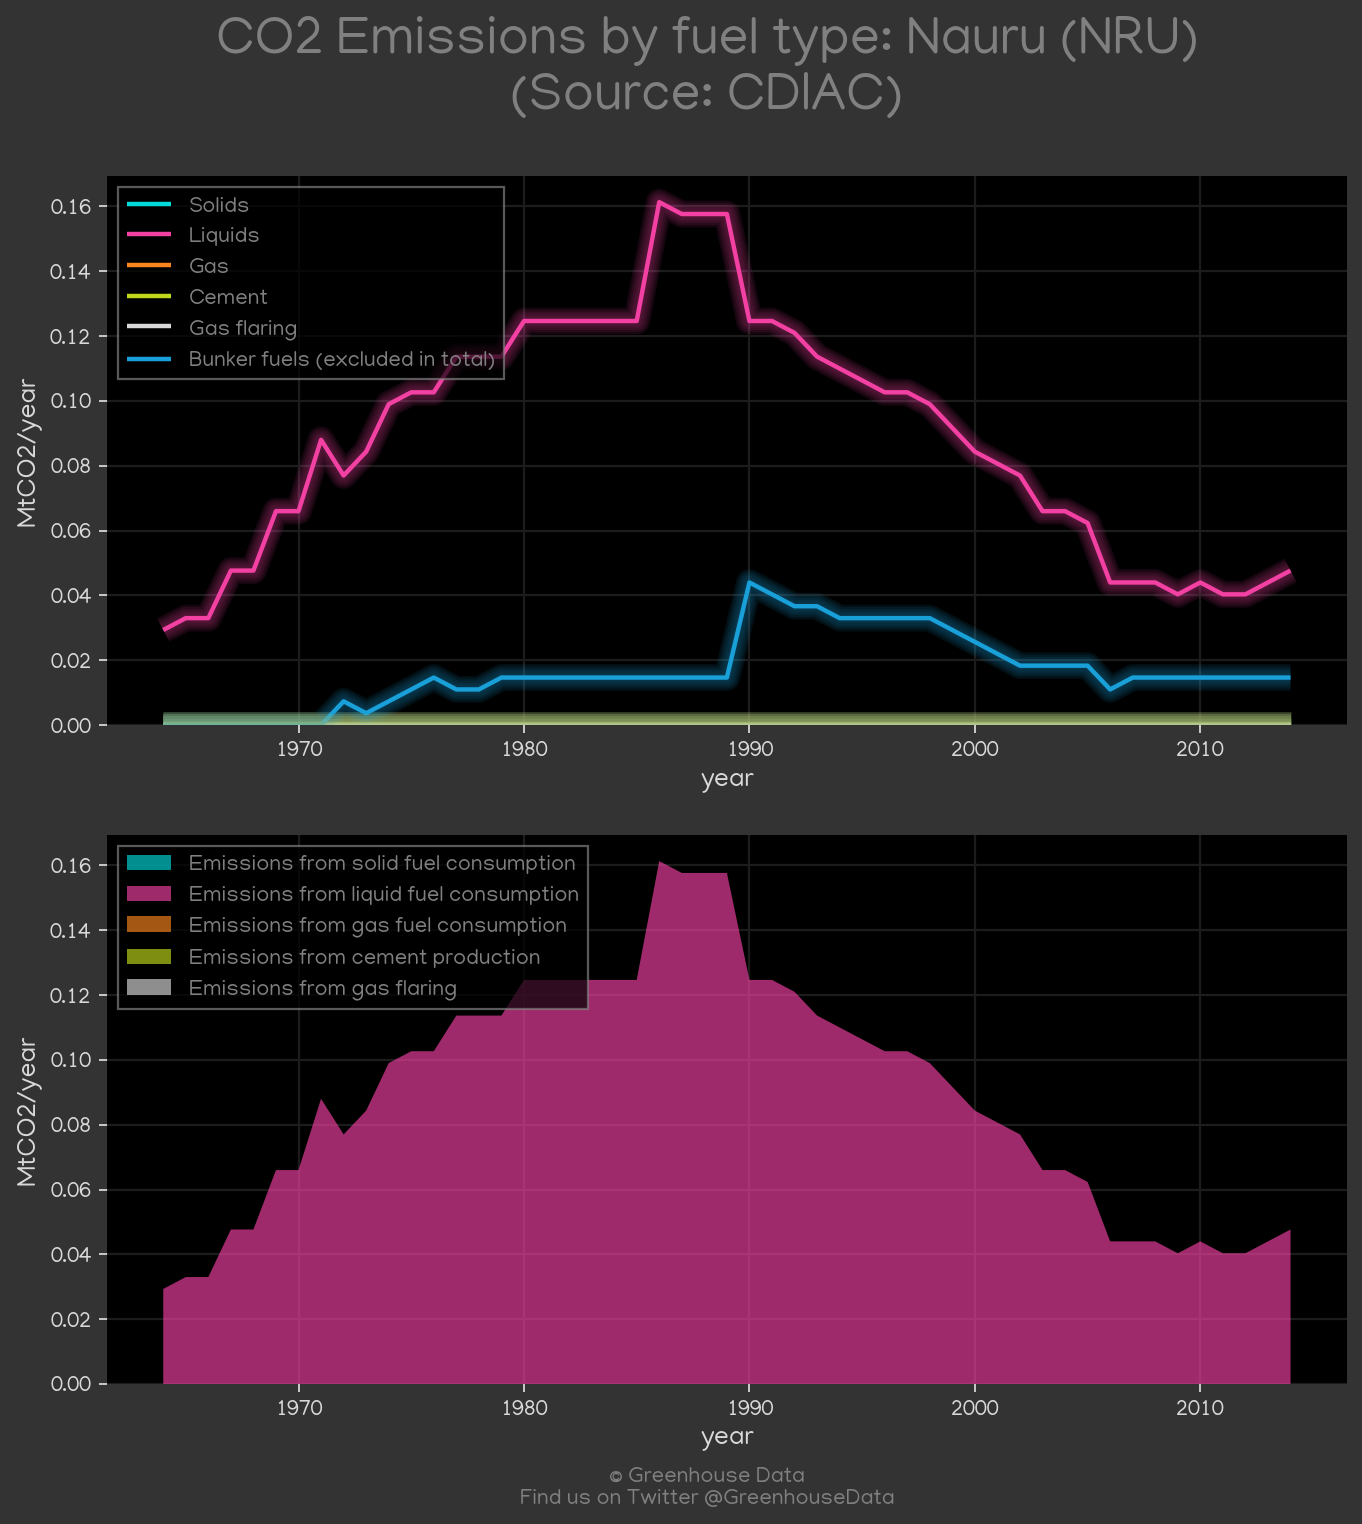 CO2 Emissions by fuel type: Nauru (NRU)
(Source: CDIAC)
Solids
Liquids
Gas
Cement
Gas flaring
Bunker fuels (excluded in total)
0.16
0.14
0.12
0.10
0.08
0.06
0.04
0.02
0.00
MtCO2/year
1970 1980 1990 2000 2010
year
Emissions from solid fuel consumption
Emissions from liquid fuel consumption
Emissions from gas fuel consumption
Emissions from cement production
Emissions from gas flaring
0.16
0.14
0.12
0.10
0.08
0.06
0.04
0.02
0.00
MtCO2/year
1970 1980 1990 2000 2010
year
© Greenhouse Data
Find us on Twitter @GreenhouseData